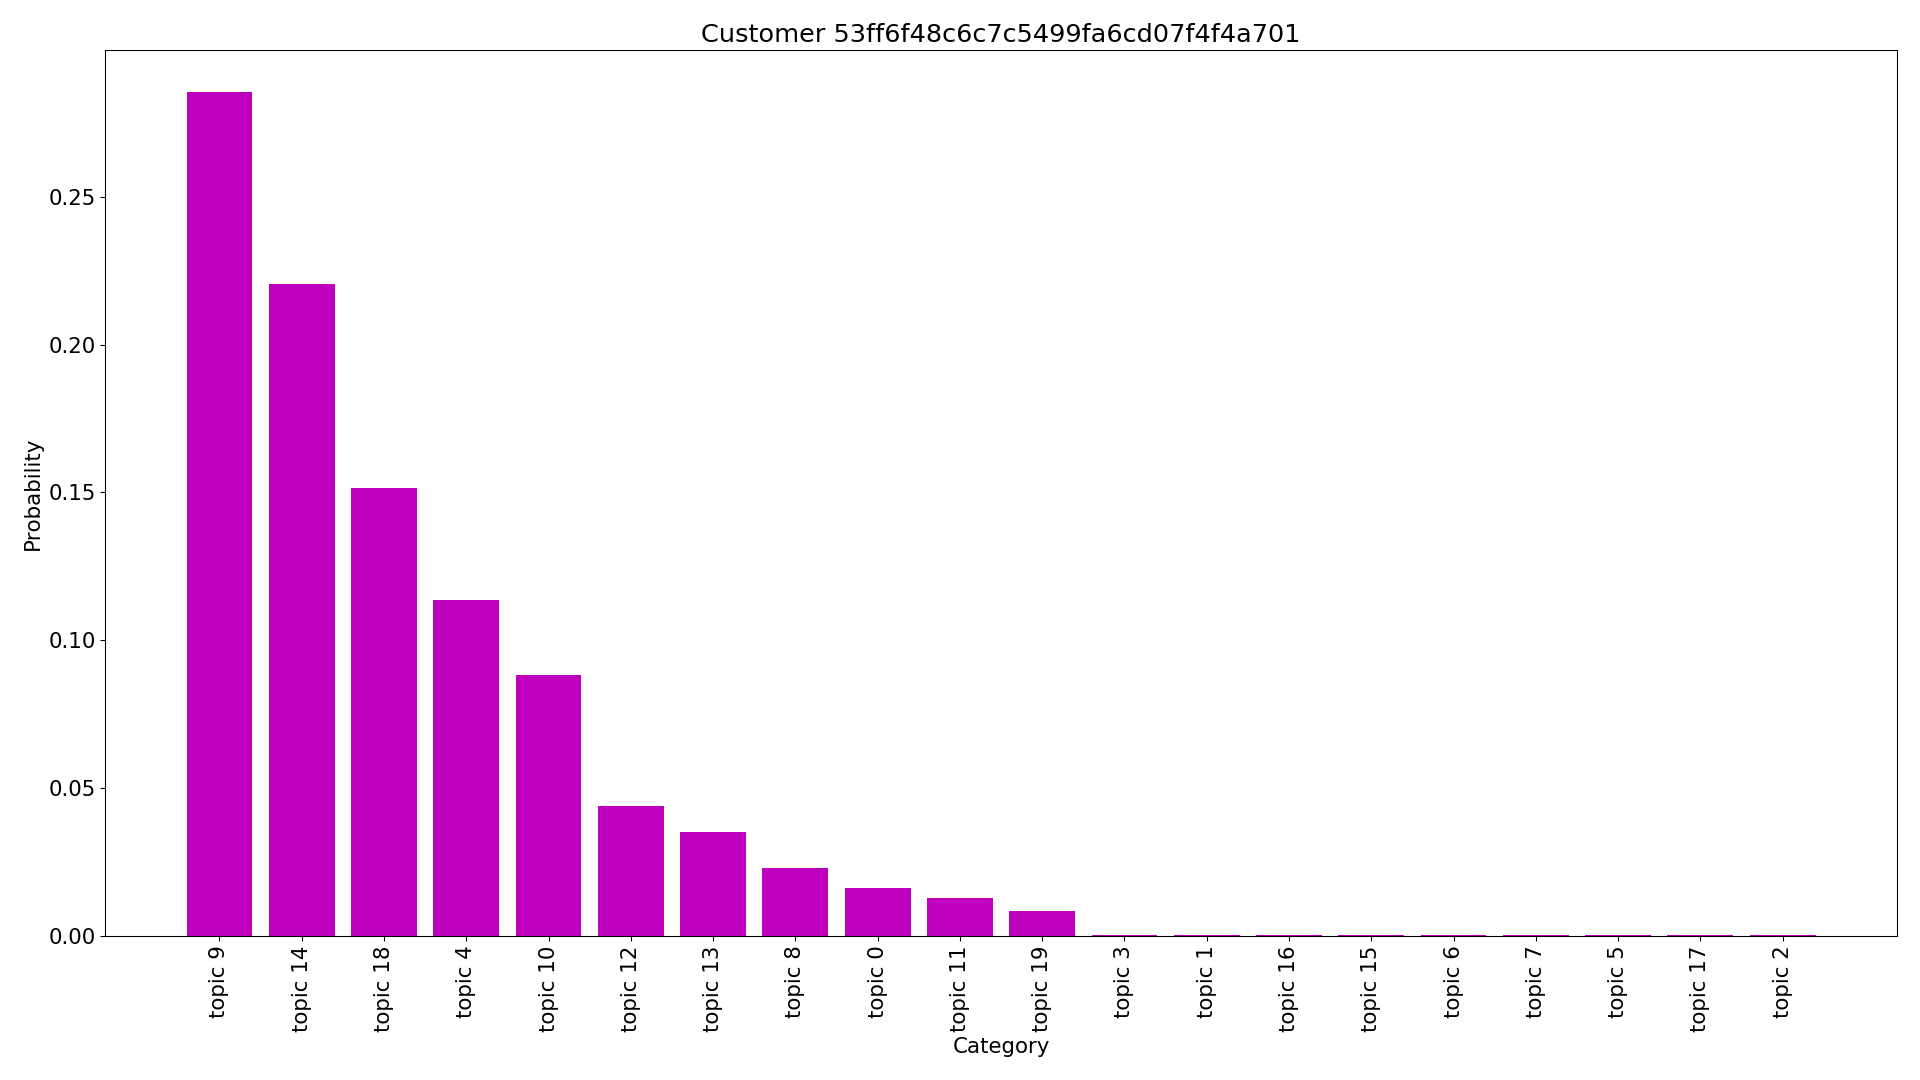 Customer 53ff6f48c6c7c5499fa6cd07f4f4a701
Probability
0.25
0.20
0.15
0.10
0.05
0.00
topic 9
topic 14
topic 18
topic 4
topic 10
topic 12
topic 13
topic 8
topic 0
topic 11
topic 19
topic 3
topic 1
topic 16
topic 15
topic 6
topic 7
topic 5
topic 17
topic 2
Category